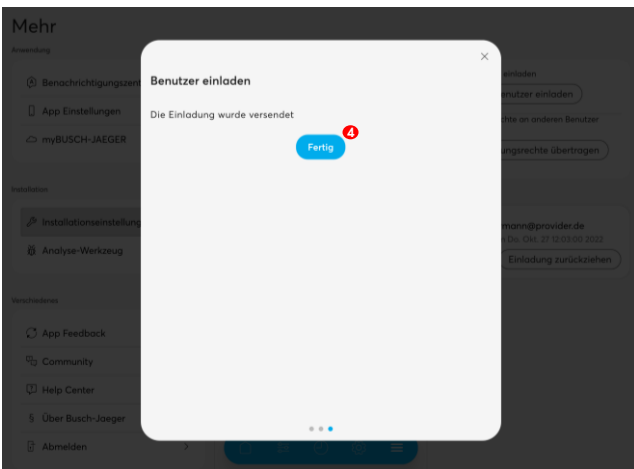 Mehr
Anwendung
Benachrichtigungszent
App Einstellungen
myBUSCH-JAEGER
Installation
Installationseinstellung
Analyse-Werkzeug
Verschiedenes
App Feedback
Community
Help Center
§ Über Busch-Jaeger
Abmelden
Benutzer einladen
Die Einladung wurde versendet
4
Fertig
einladen
enutzer einladen
chte an anderen Benutzer
ungsrechte übertragen
mann@provider.de
Do. Okt. 27 12:03:00 2022
Einladung zurückziehen